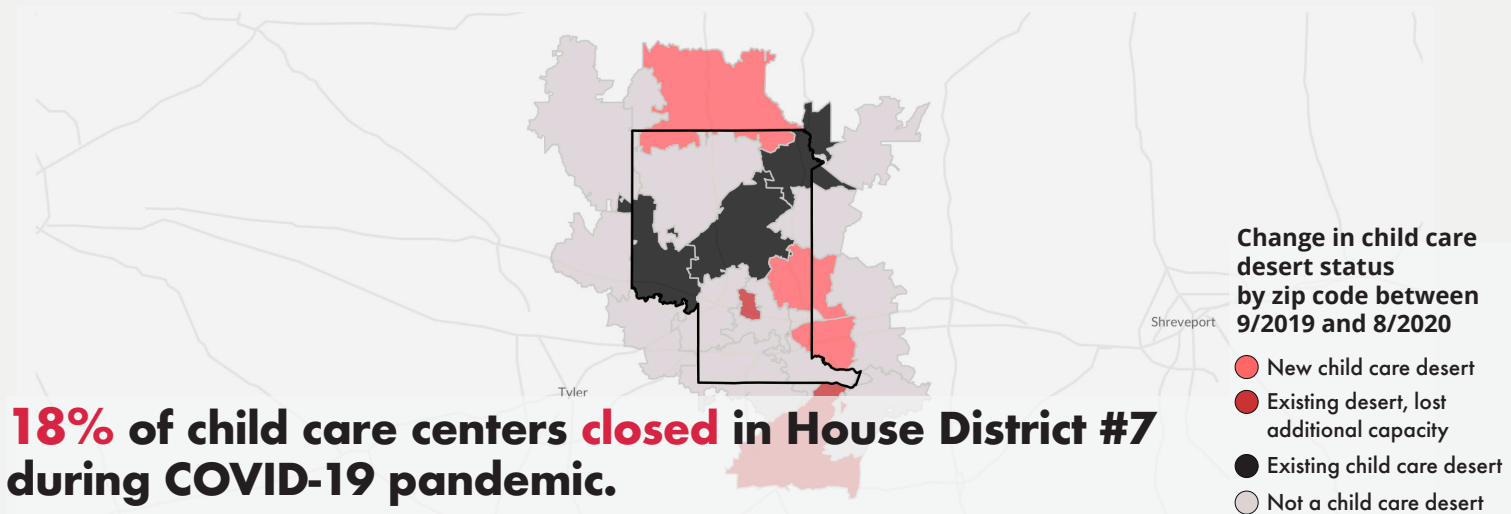 Change in child care
desert status
by zip code between
9/2019 and 8/2020
Shreveport
New child care desert
Tyler
Existing desert, lost
additional capacity
18% of child care centers closed in House District #7
during COVID-19 pandemic.
Existing child care desert
Not a child care desert